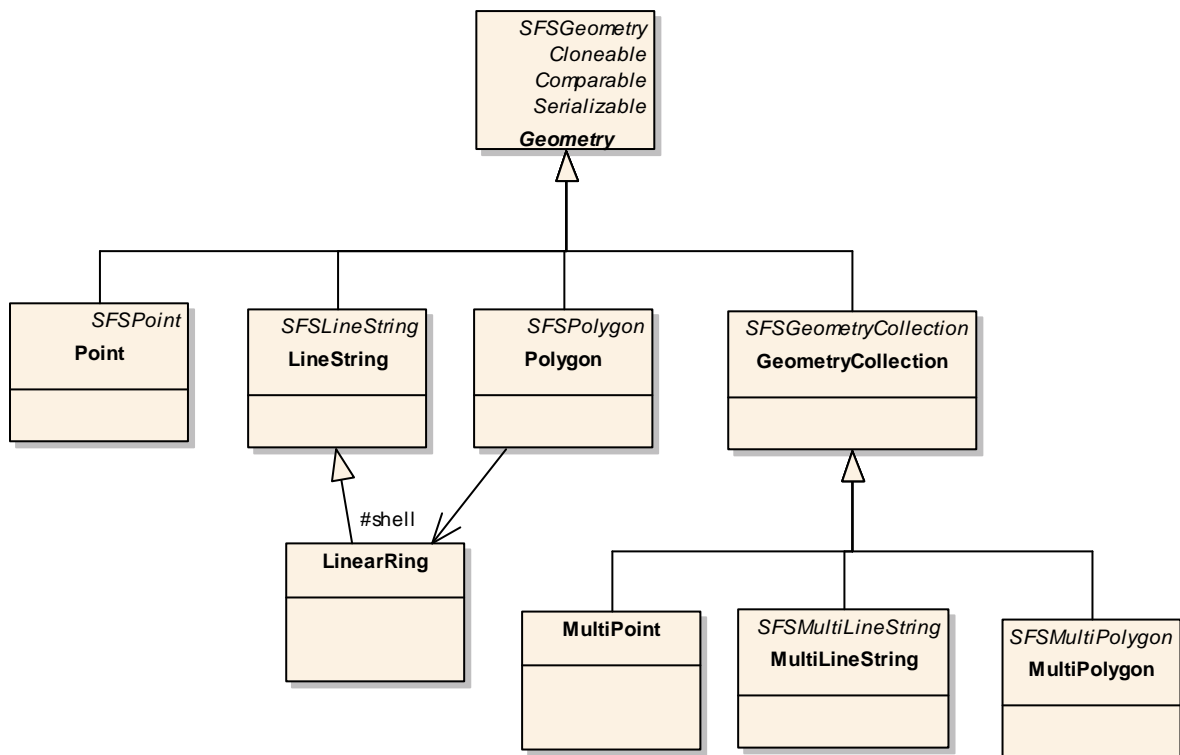 SFSGeometry
Cloneable
Comparable
Serializable
Geometry
SFSPoint
Point
SFSLineString
LineString
SFSPolygon
Polygon
SFSGeometryCollection
GeometryCollection
#shell
LinearRing
MultiPoint
SFSMultiLineString
MultiLineString
SFSMultiPolygon
MultiPolygon